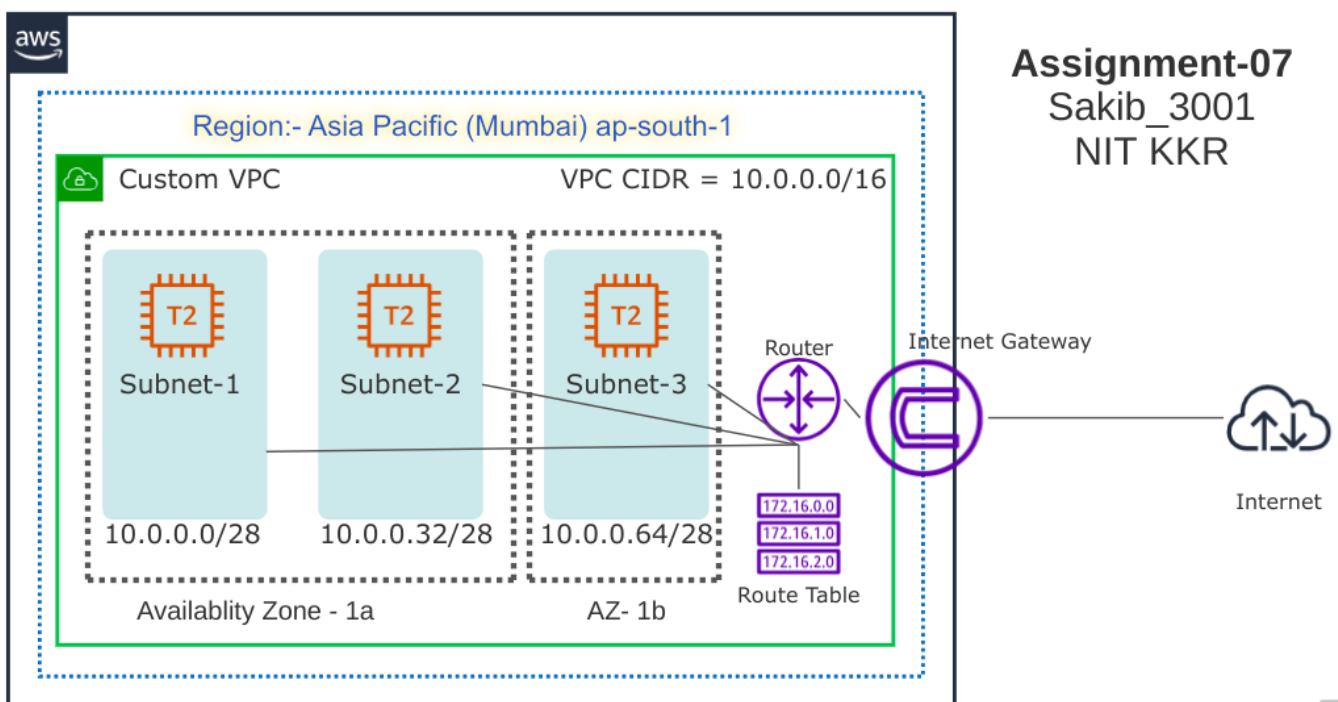 aws
Assignment-07
Sakib_3001
NIT KKR
Region:- Asia Pacific (Mumbai) ap-south-1
Custom VPC
VPC CIDR = 10.0.0.0/16
T2
T2
T2
Subnet-1
Subnet-2
Subnet-3
Router
Internet Gateway
10.0.0.0/28
10.0.0.32/28
10.0.0.64/28
172.16.0.0
172.16.1.0
172.16.2.0
Route Table
Internet
Availablity Zone - 1a
AZ- 1b